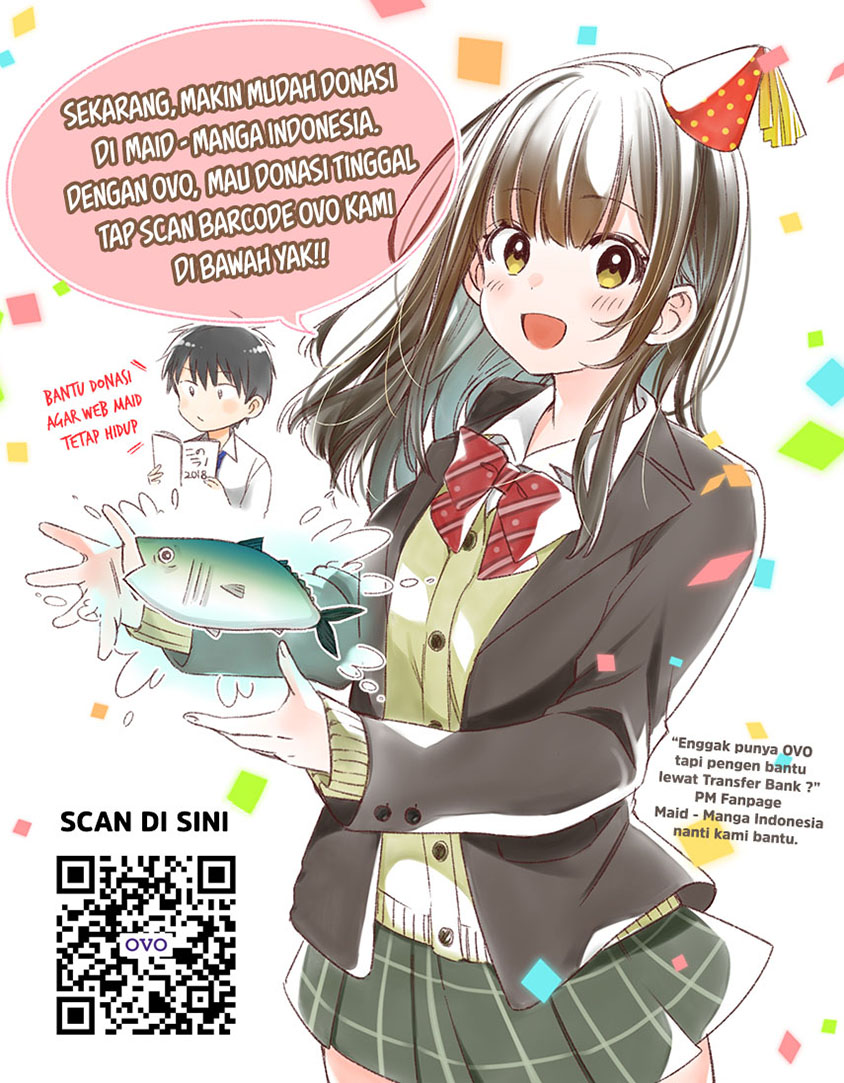 SEKARANG, MAKIN MUDAH DONASI
DI MAID - MANGA INDONESIA.
DENGAN OVO, MAU DONASI TINGGAL
TAP SCAN BARCODE OVO KAMI
DI BAWAH YAK!!
BANTU DONASI
AGAR WEB MAID
TETAP HIDUP
2018
"Enggak punya OVO
tapi pengen bantu
lewat Transfer Bank ?"
PM Fanpage
Maid - Manga Indonesia
nanti kami bantu.
SCAN DI SINI
OVO